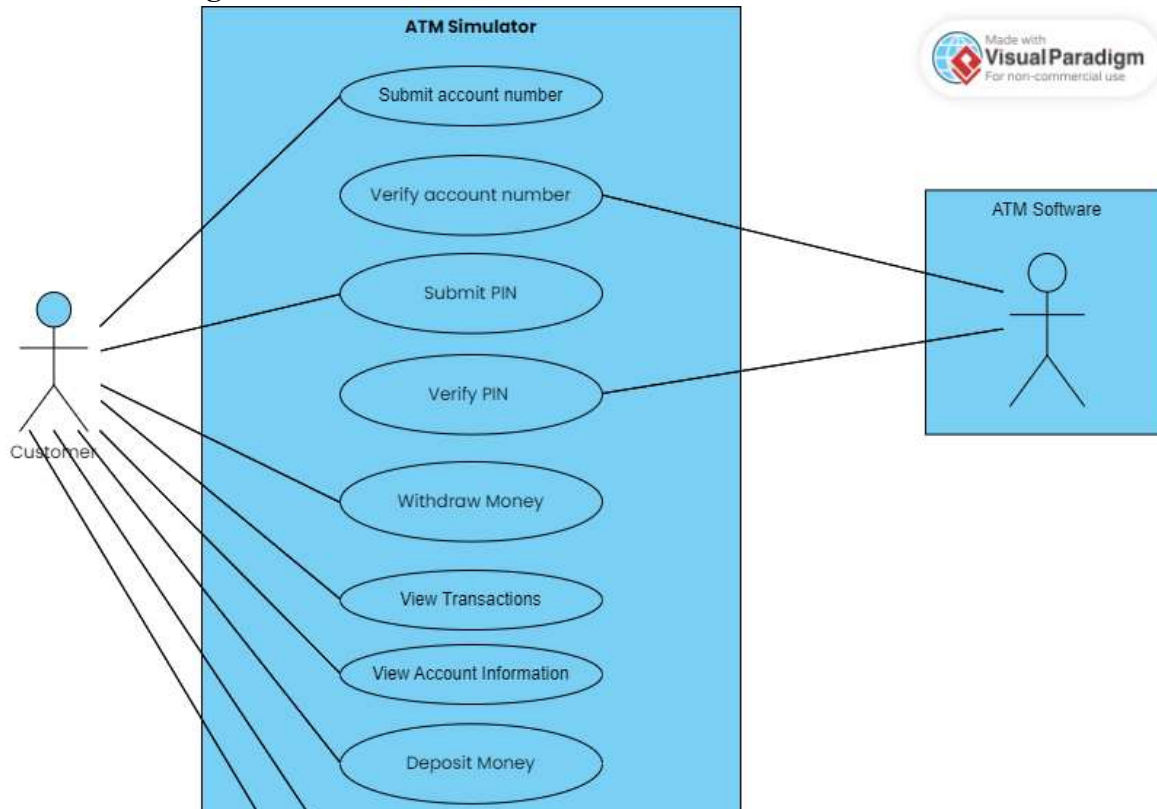 ATM Simulator
Made with
Visual Paradigm
For non-commercial use
Submit account number
Verify account number
ATM Software
Submit PIN
Verify PIN
Customer
Withdraw Money
View Transactions
View Account Information
Deposit Money